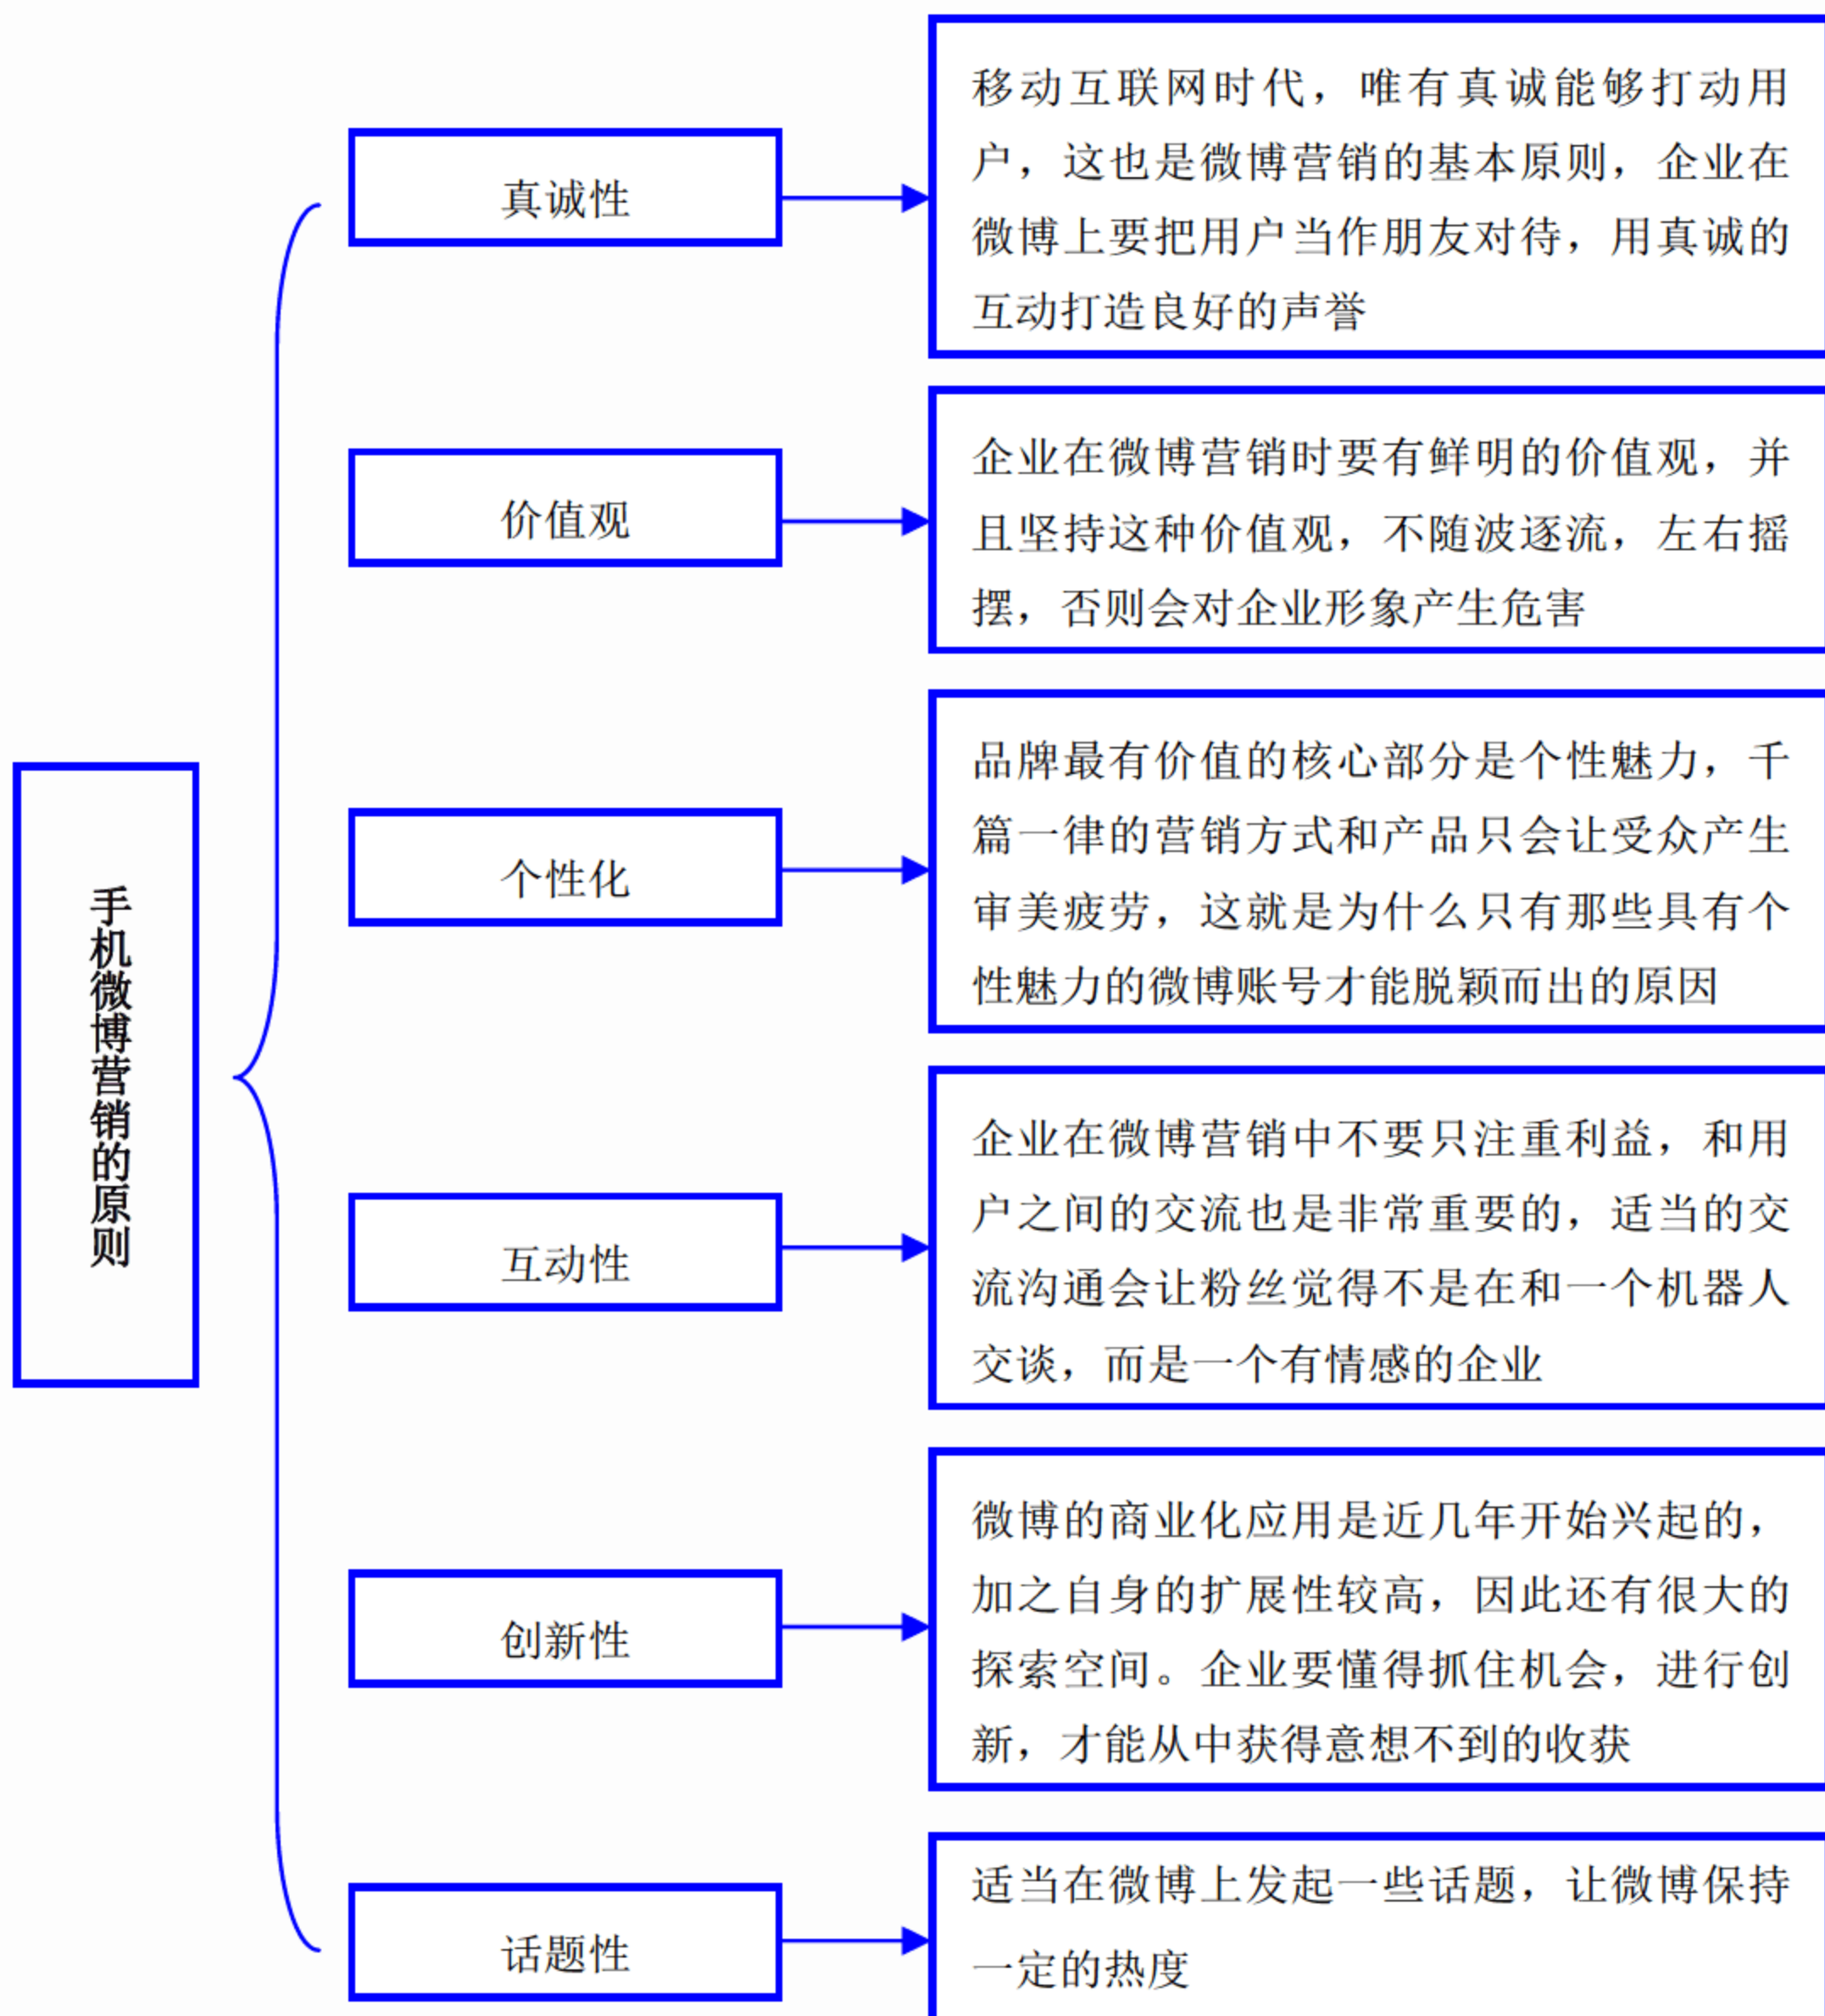 手机微博营销的原则
真诚性
移动互联网时代，唯有真诚能够打动用
户，这也是微博营销的基本原则，企业在
微博上要把用户当作朋友对待，用真诚的
互动打造良好的声誉
价值观
企业在微博营销时要有鲜明的价值观，并
且坚持这种价值观，不随波逐流，左右摇
摆，否则会对企业形象产生危害
个性化
品牌最有价值的核心部分是个性魅力，千
篇一律的营销方式和产品只会让受众产生
审美疲劳，这就是为什么只有那些具有个
性魅力的微博账号才能脱颖而出的原因
互动性
企业在微博营销中不要只注重利益，和用
户之间的交流也是非常重要的，适当的交
流沟通会让粉丝觉得不是在和一个机器人
交谈，而是一个有情感的企业
创新性
微博的商业化应用是近几年开始兴起的，
加之自身的扩展性较高，因此还有很大的
探索空间。企业要懂得抓住机会，进行创
新，才能从中获得意想不到的收获
话题性
适当在微博上发起一些话题，让微博保持
一定的热度